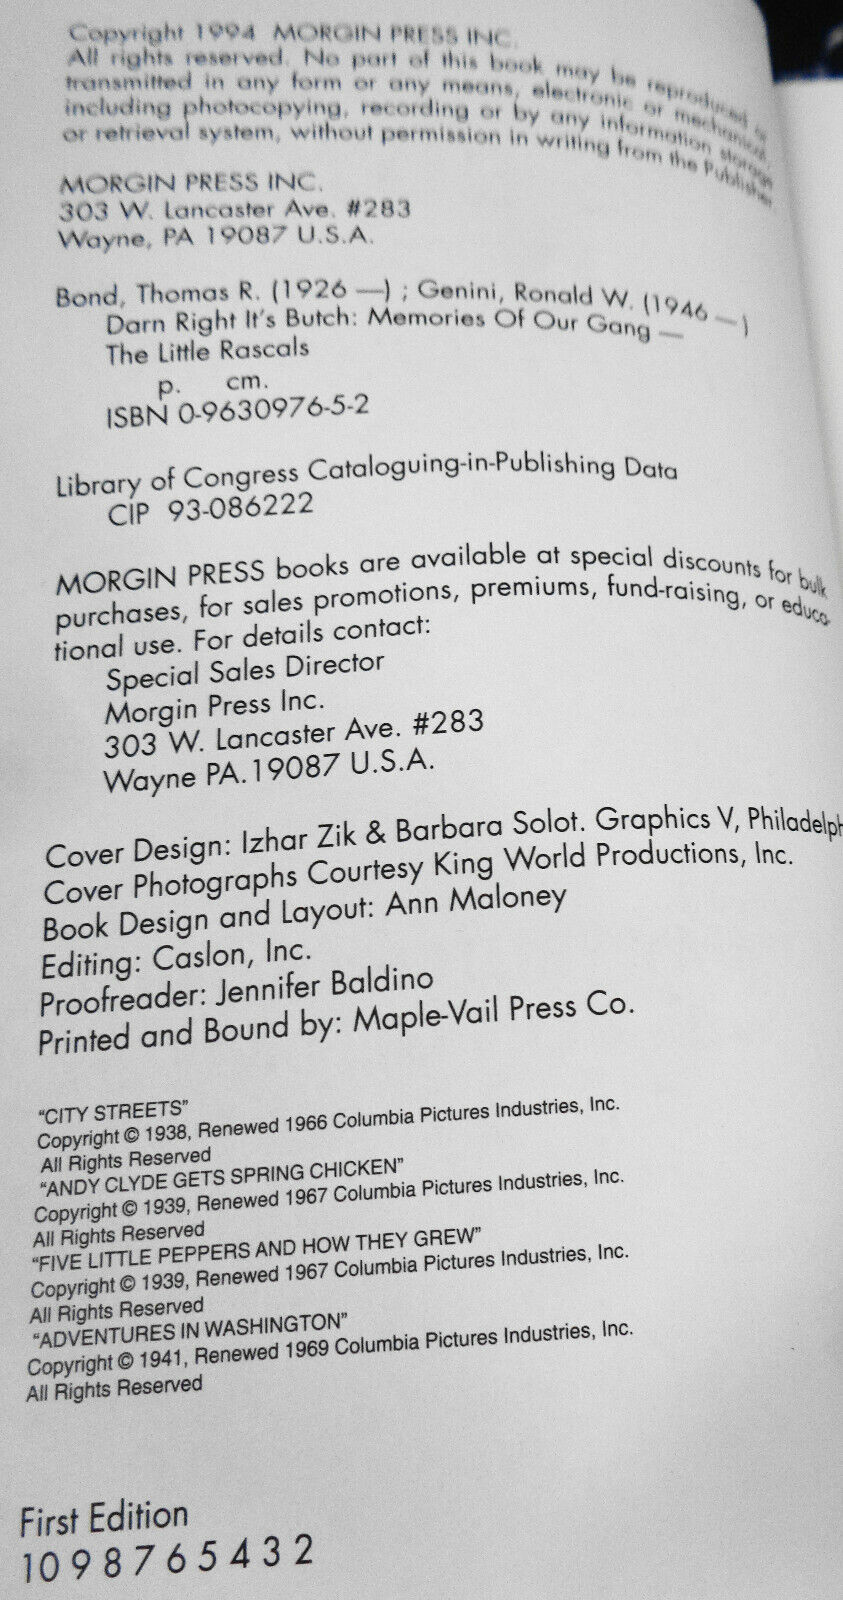 Copyright 1994 MORGIN PRESS INC.
All rights reserved. No part of this book may be reproduced or
transmitted in any form or any means, electronic or mechanical,
including photocopying, recording or by any information storage
or retrieval system, without permission in writing from the Publisher.
MORGIN PRESS INC.
303 W. Lancaster Ave. #283
Wayne, PA 19087 U.S.A.
Bond, Thomas R. (1926 —) ; Genini, Ronald W. (1946 —)
Darn Right It's Butch: Memories Of Our Gang —
The Little Rascals
p. cm.
ISBN 0-9630976-5-2
Library of Congress Cataloguing-in-Publishing Data
CIP 93-086222
MORGIN PRESS books are available at special discounts for bulk
purchases, for sales promotions, premiums, fund-raising, or educa-
tional use. For details contact:
Special Sales Director
Morgin Press Inc.
303 W. Lancaster Ave. #283
Wayne PA. 19087 U.S.A.
Cover Design: Izhar Zik & Barbara Solot. Graphics V, Philadelph
Cover Photographs Courtesy King World Productions, Inc.
Book Design and Layout: Ann Maloney
Editing: Caslon, Inc.
Proofreader: Jennifer Baldino
Printed and Bound by: Maple-Vail Press Co.
"CITY STREETS"
Copyright © 1938, Renewed 1966 Columbia Pictures Industries, Inc.
All Rights Reserved
"ANDY CLYDE GETS SPRING CHICKEN"
Copyright © 1939, Renewed 1967 Columbia Pictures Industries, Inc.
All Rights Reserved
"FIVE LITTLE PEPPERS AND HOW THEY GREW"
Copyright © 1939, Renewed 1967 Columbia Pictures Industries, Inc.
All Rights Reserved
"ADVENTURES IN WASHINGTON"
Copyright © 1941, Renewed 1969 Columbia Pictures Industries, Inc.
All Rights Reserved
First Edition
10 9 8 7 6 5 4 3 2